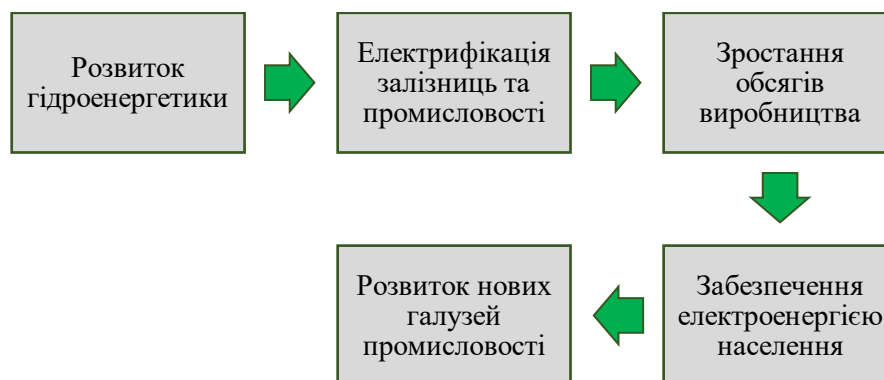 Розвиток
гідроенергетики
Електрифікація
залізниць та
промисловості
Зростання
обсягів
виробництва
Забезпечення
електроенергією
населення
Розвиток нових
галузей
промисловості